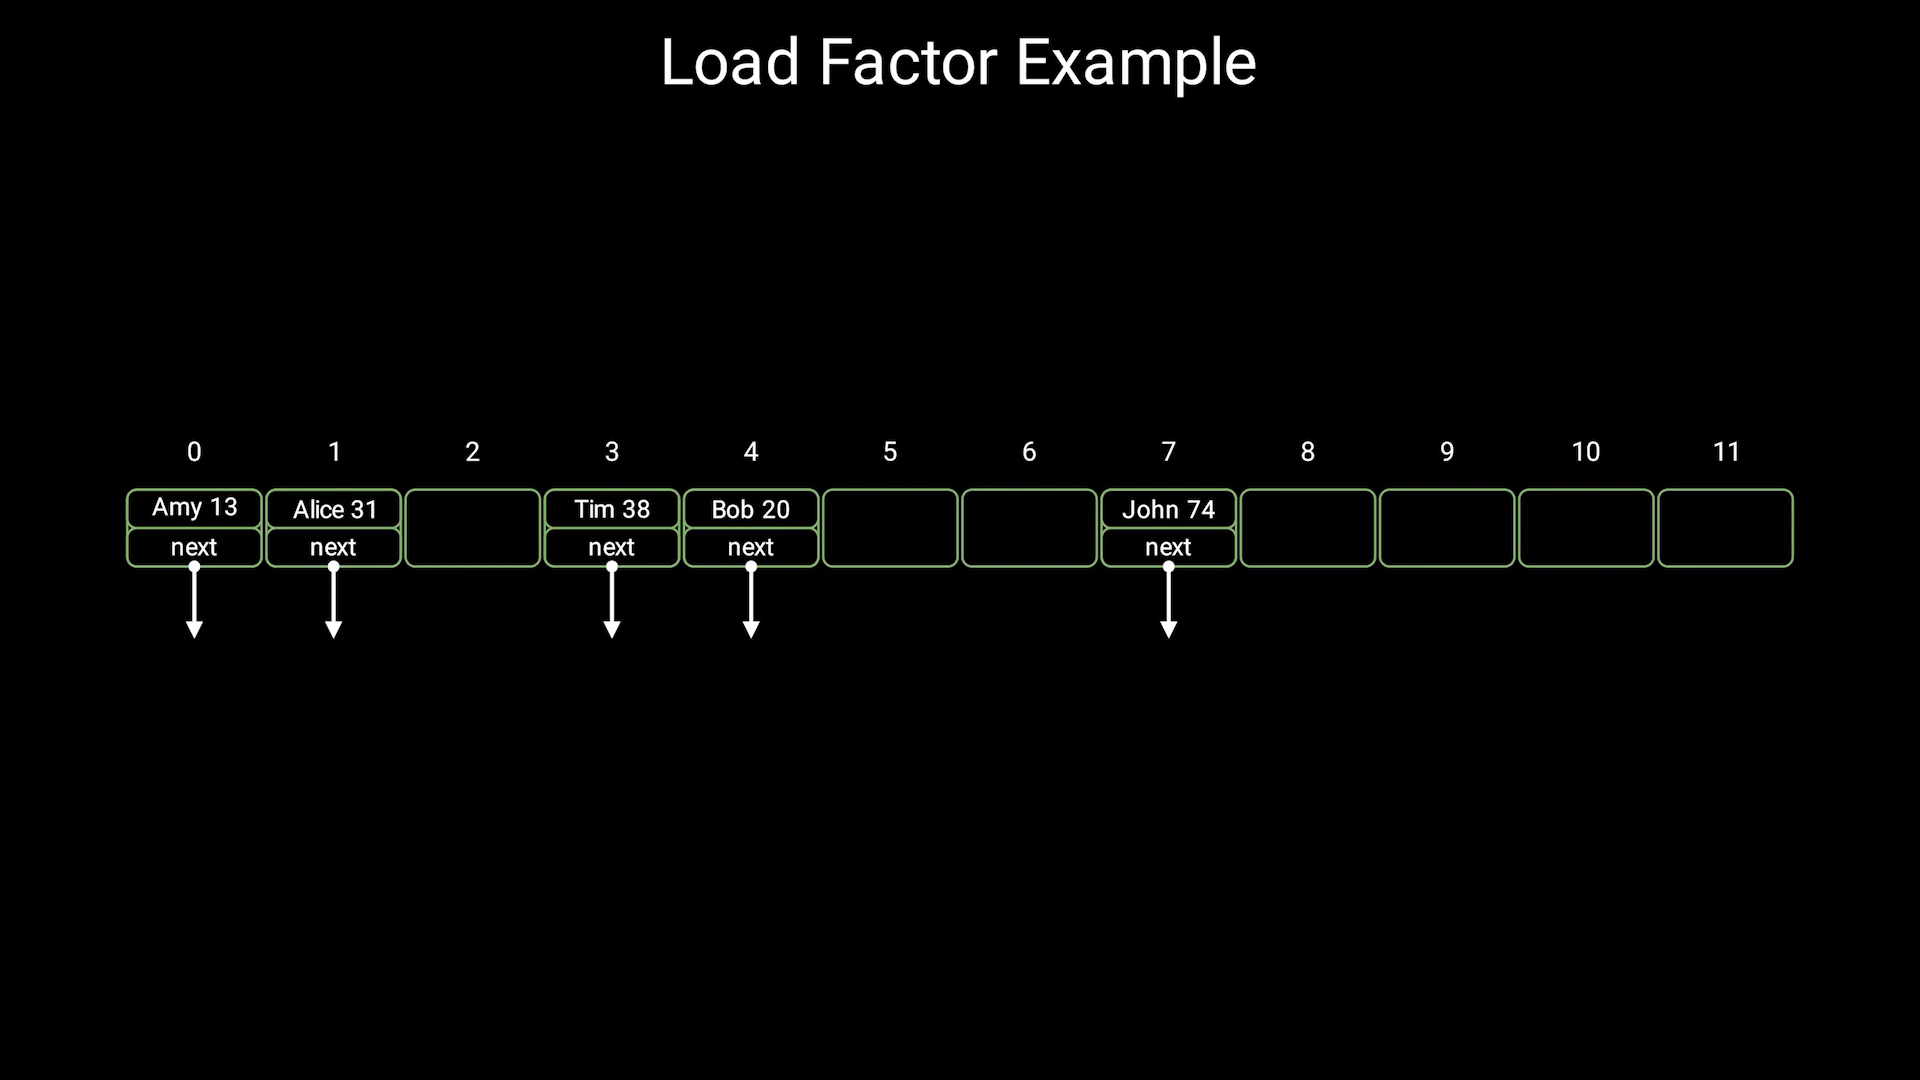 Load Factor Example
0 1 2 3 4 5 6 7 8 9 10 11
Amy 13 Alice 31 Tim 38 Bob 20 John 74
next next next next next